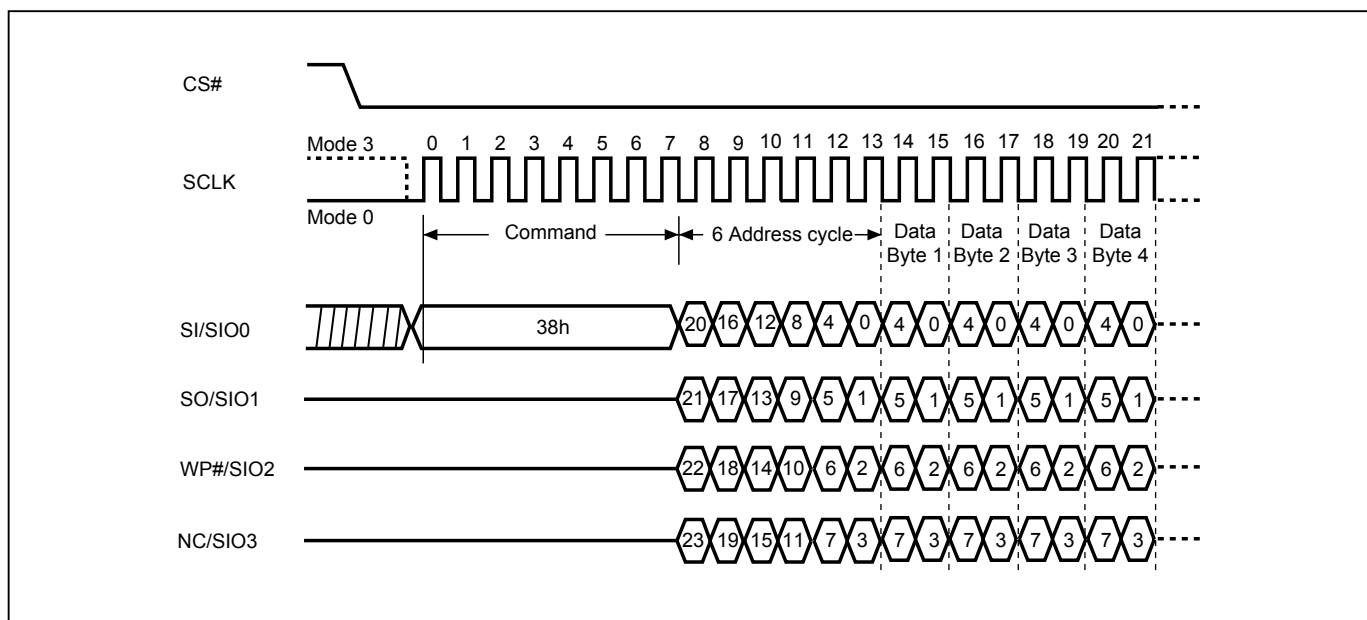 CS#
Mode 3
0 1 2 3 4 5 6 7 8 9 10 11 12 13 14 15 16 17 18 19 20 21
SCLK
Mode 0
Command
6 Address cycle
Data Byte 1
Data Byte 2
Data Byte 3
Data Byte 4
SI/SIO0
38h
20 16 12 8 4 0 4 0 4 0 4 0 4 0
SO/SIO1
21 17 13 9 5 1 5 1 5 1 5 1 5 1
WP#/SIO2
22 18 14 10 6 2 6 2 6 2 6 2 6 2
NC/SIO3
23 19 15 11 7 3 7 3 7 3 7 3 7 3